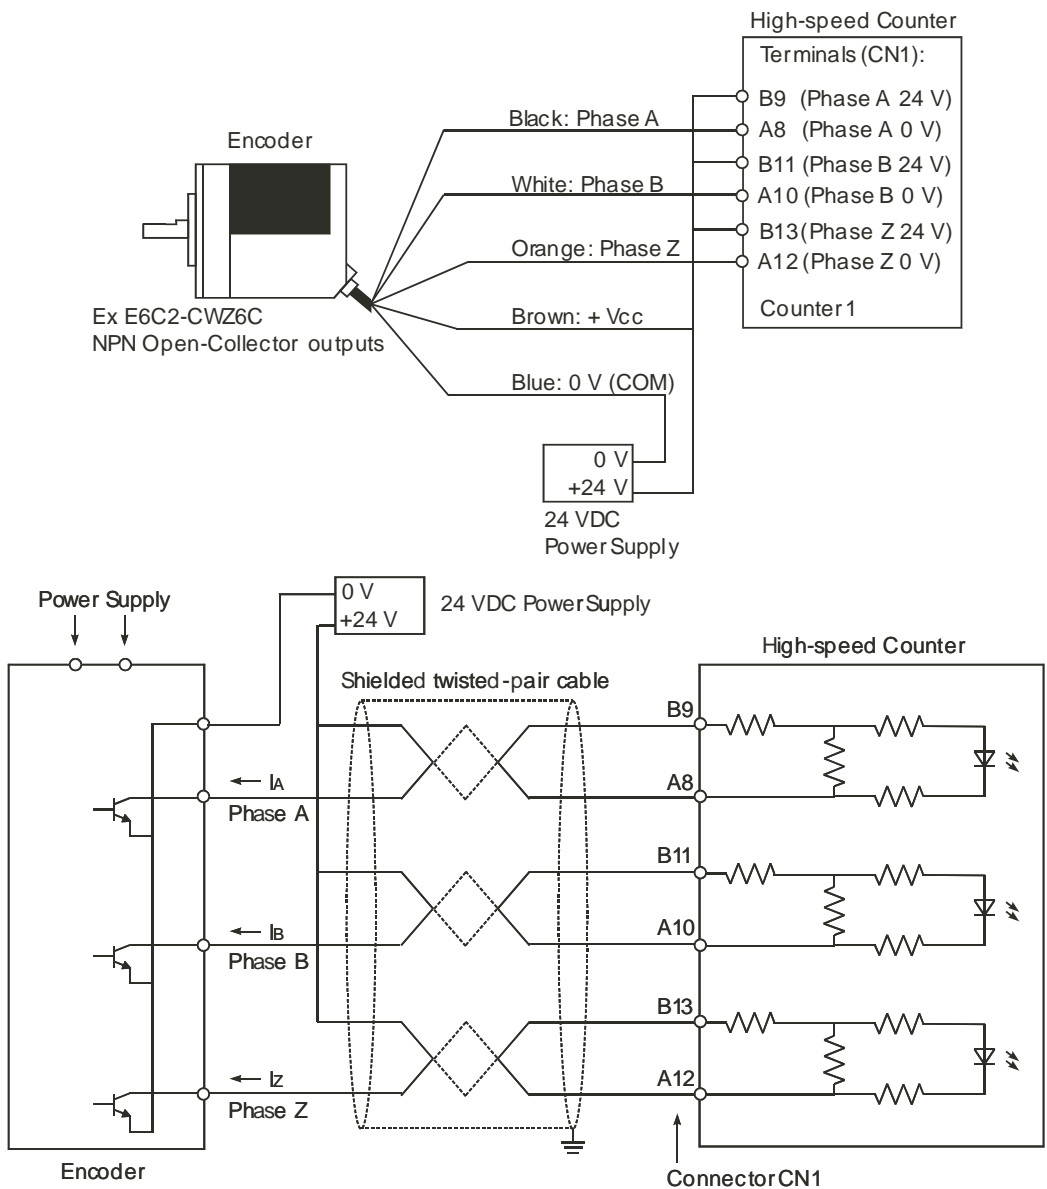 High-speed Counter
Terminals (CN1):
B9 (Phase A 24 V)
Black: Phase A
A8 (Phase A 0 V)
Encoder
B11 (Phase B 24 V)
White: Phase B
A10 (Phase B 0 V)
B13 (Phase Z 24 V)
Orange: Phase Z
A12 (Phase Z 0 V)
Ex E6C2-CWZ6C
NPN Open-Collector outputs
Brown: + Vcc
Counter 1
Blue: 0 V (COM)
0 V
+24 V
24 VDC
Power Supply
Power Supply
0 V
+24 V
24 VDC Power Supply
High-speed Counter
Shielded twisted-pair cable
B9
IA
A8
Phase A
B11
IB
A10
Phase B
B13
IZ
A12
Phase Z
Encoder
Connector CN1